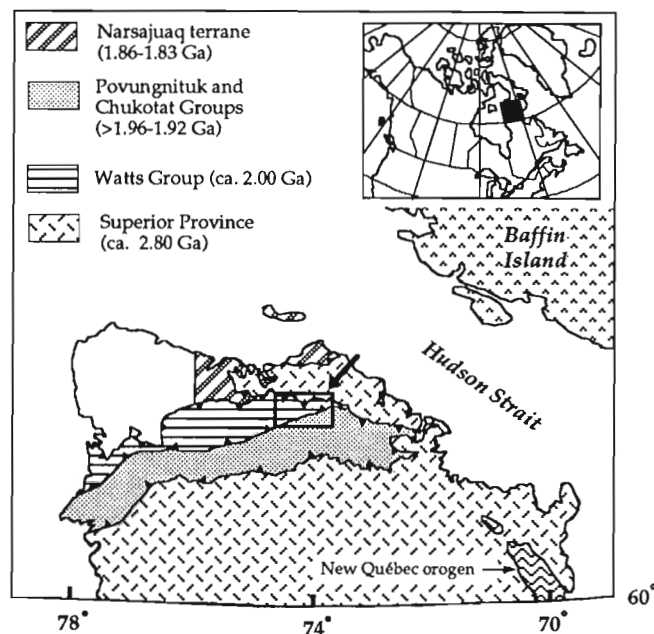 Narsajuaq terrane
(1.86-1.83 Ga)
Povungnituk and
Chukotat Groups
(>1.96-1.92 Ga)
Watts Group (ca. 2.00 Ga)
Superior Province
(ca. 2.80 Ga)
Baffin
Island
Hudson Strait
New Québec orogen
78°
74°
70°
60°